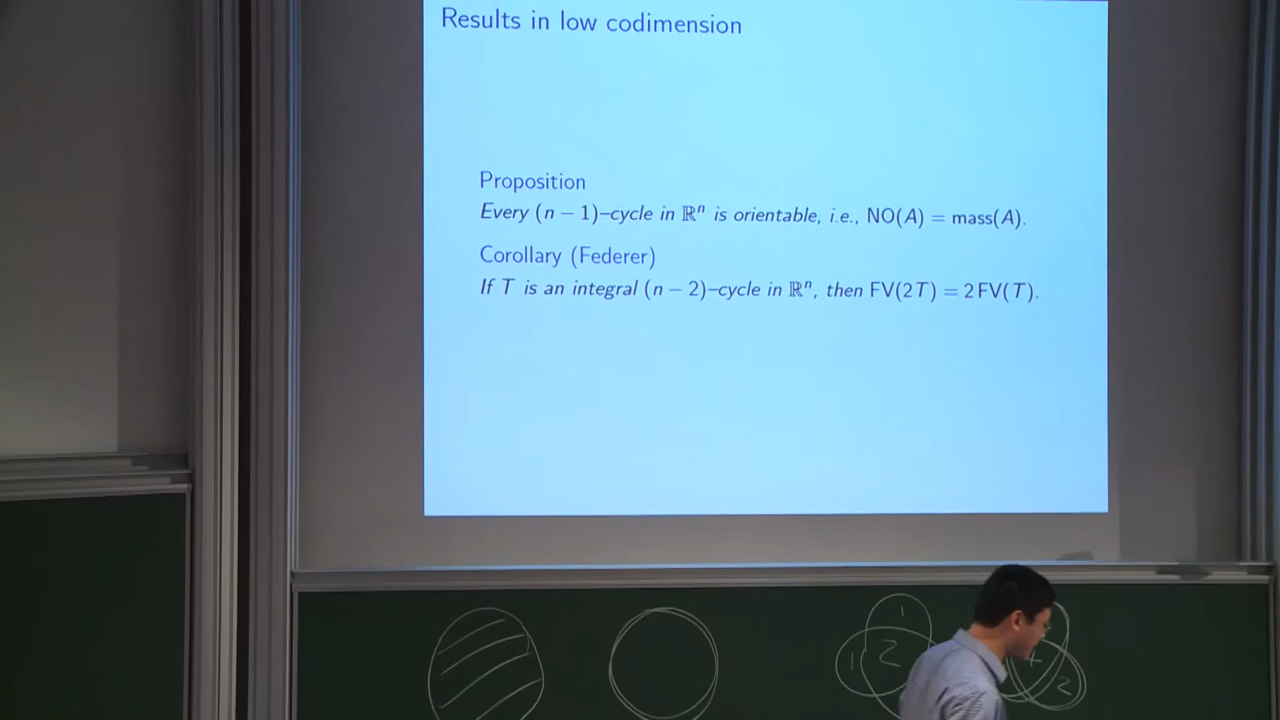 Results in low codimension
Proposition
Every (n − 1)–cycle in ℝⁿ is orientable, i.e., NO(A) = mass(A).
Corollary (Federer)
If T is an integral (n − 2)–cycle in ℝⁿ, then FV(2T) = 2 FV(T).
1
1 2
2